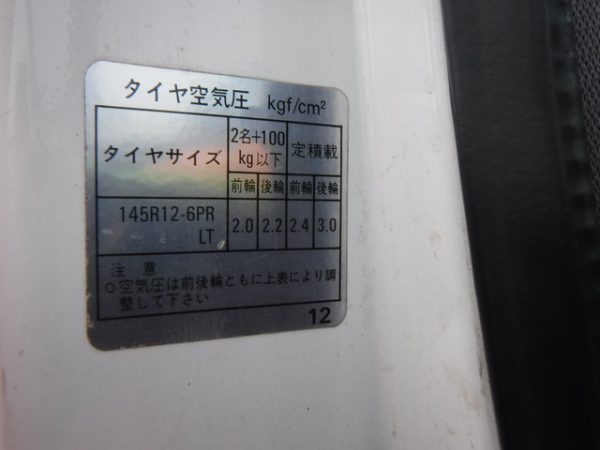 タイヤ空気圧 kgf/cm²
タイヤサイズ
2名+100
kg以下
定積載
前輪 後輪 前輪 後輪
145R12-6PR
LT
2.0 2.2 2.4 3.0
注 意
○空気圧は前後輪ともに上表により調
整して下さい
12